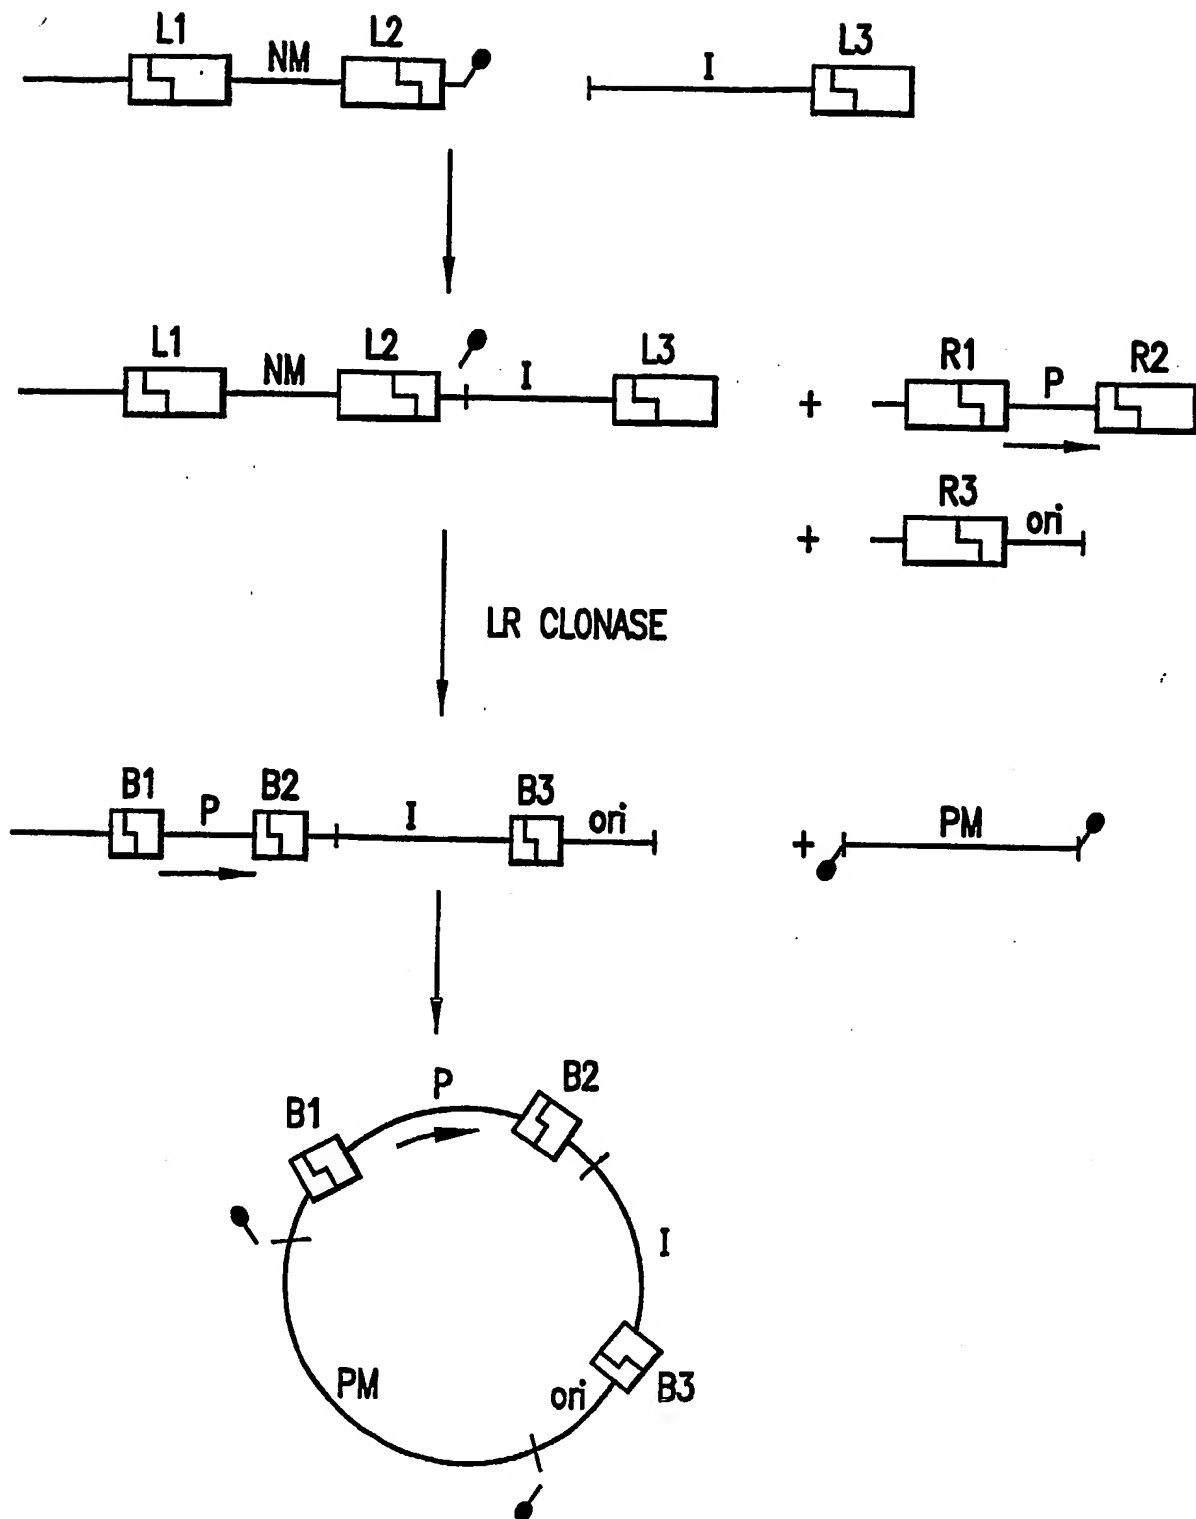 L1 NM L2 I L3
L1 NM L2 I L3 + R1 P R2
+ R3 ori
LR CLONASE
B1 P B2 I B3 ori + PM
P
B2
B1
I
PM
ori
B3